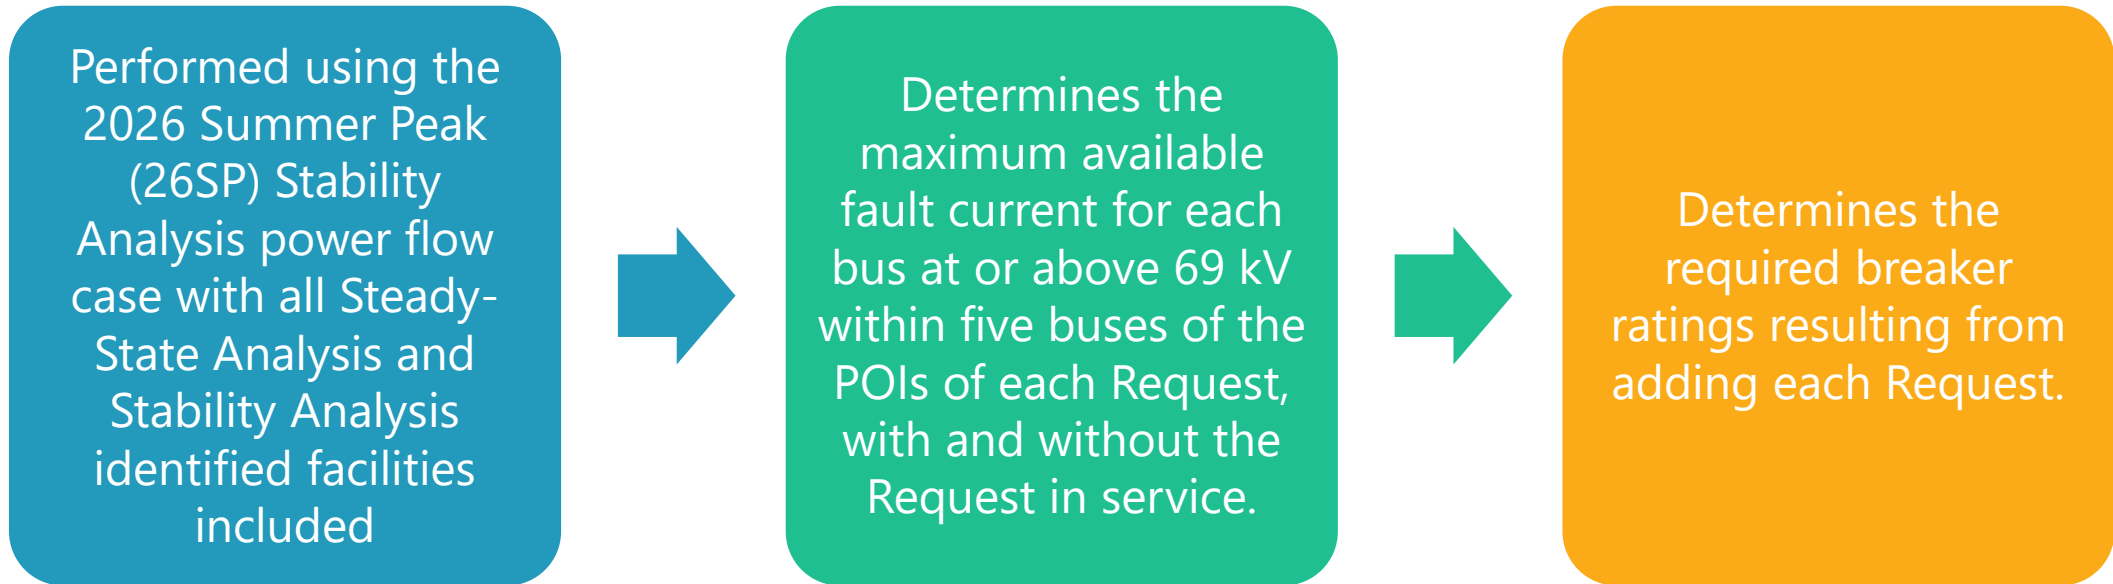 Performed using the
2026 Summer Peak
(26SP) Stability
Analysis power flow
case with all Steady-
State Analysis and
Stability Analysis
identified facilities
included
Determines the
maximum available
fault current for each
bus at or above 69 kV
within five buses of the
POIs of each Request,
with and without the
Request in service.
Determines the
required breaker
ratings resulting from
adding each Request.